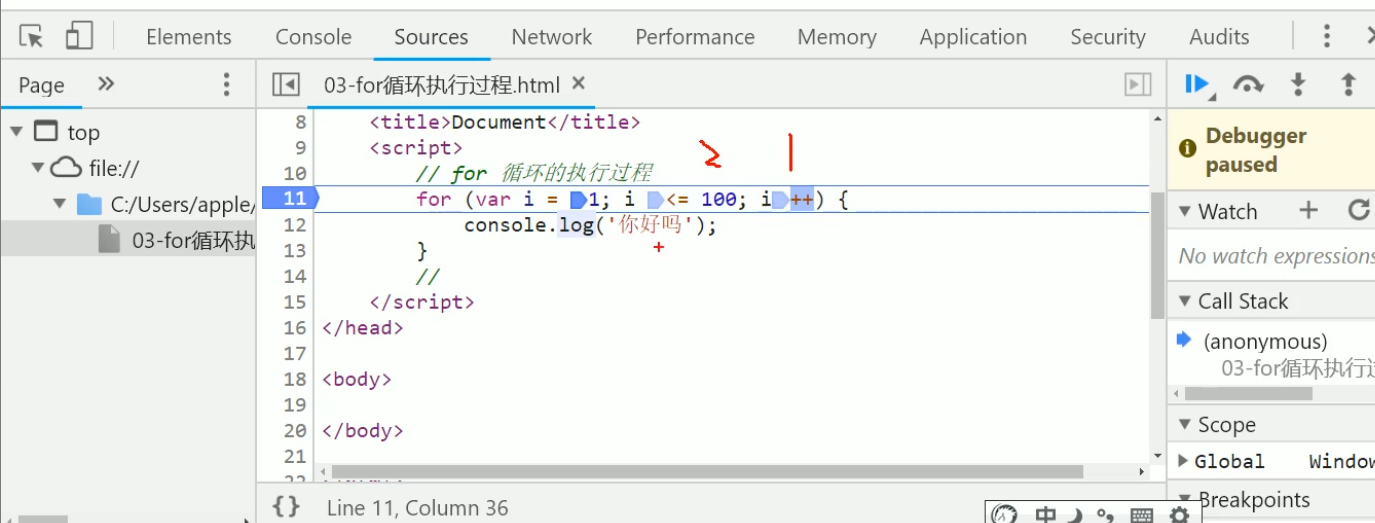 Elements Console Sources Network Performance Memory Application Security Audits
Page » 03-for循环执行过程.html ×
top
file://
C:/Users/apple/
03-for循环执
8 <title>Document</title>
9 <script>
10 // for 循环的执行过程
11 for (var i = 1; i <= 100; i++) {
12 console.log('你好吗');
13 }
14 //
15 </script>
16 </head>
17
18 <body>
19
20 </body>
21
2 1
{} Line 11, Column 36
Debugger
paused
Watch
No watch expressions
Call Stack
(anonymous)
03-for循环执行过
Scope
Global Window
Breakpoints
中